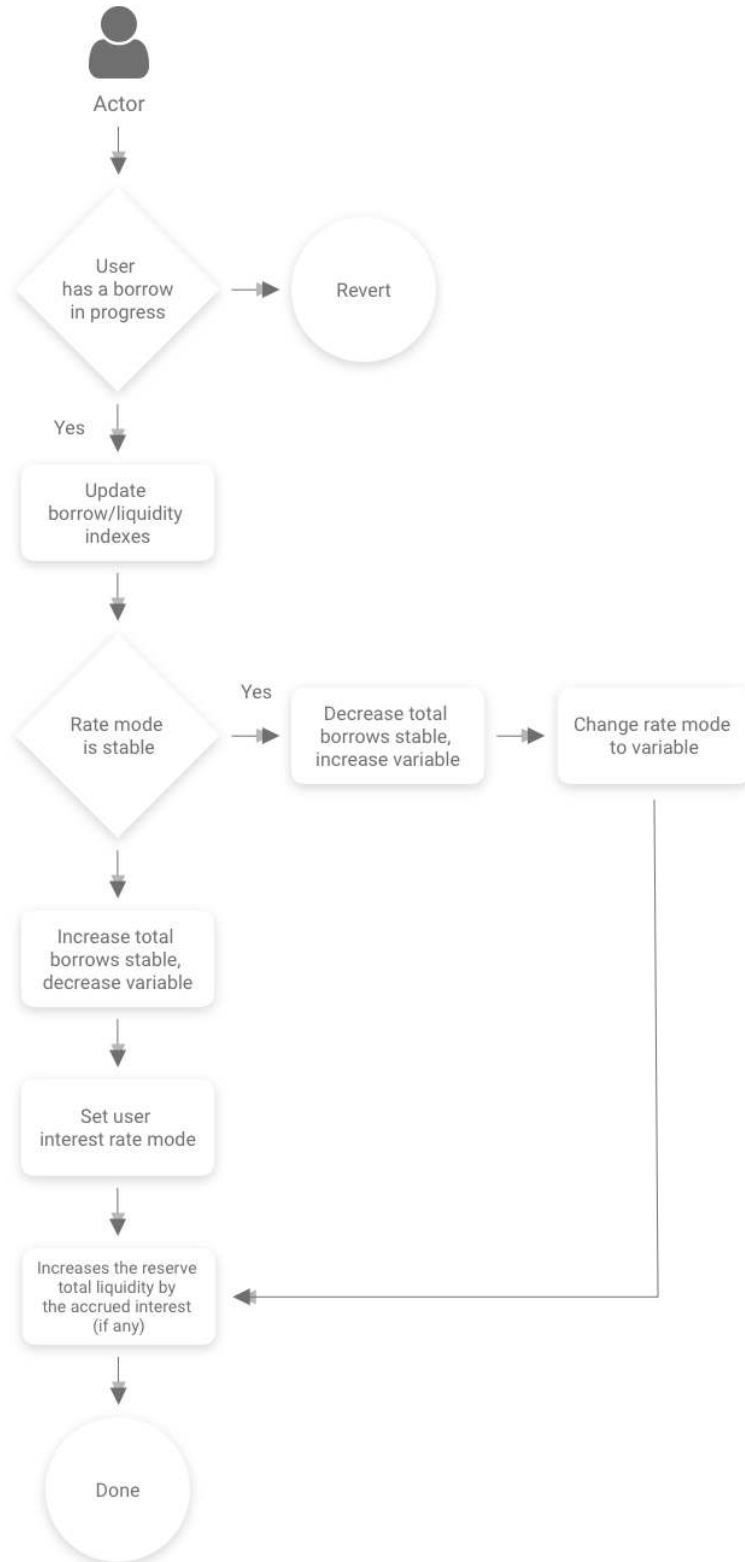 Actor
User
has a borrow
in progress
Revert
Yes
Update
borrow/liquidity
indexes
Rate mode
is stable
Yes
Decrease total
borrows stable,
increase variable
Change rate mode
to variable
Increase total
borrows stable,
decrease variable
Set user
interest rate mode
Increases the reserve
total liquidity by
the accrued interest
(if any)
Done